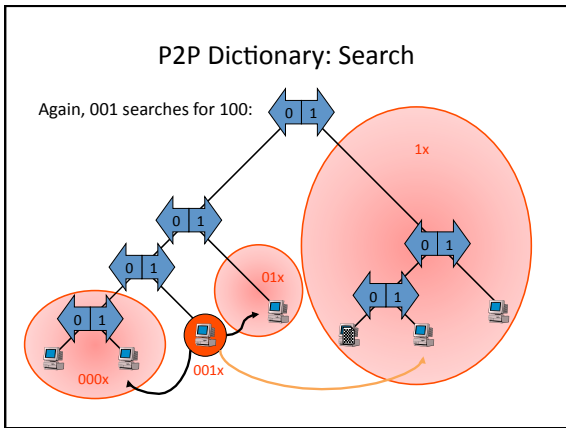 P2P Dictionary: Search
Again, 001 searches for 100:
0 1
1x
0 1
0 1
0 1
01x
0 1
0 1
000x
001x